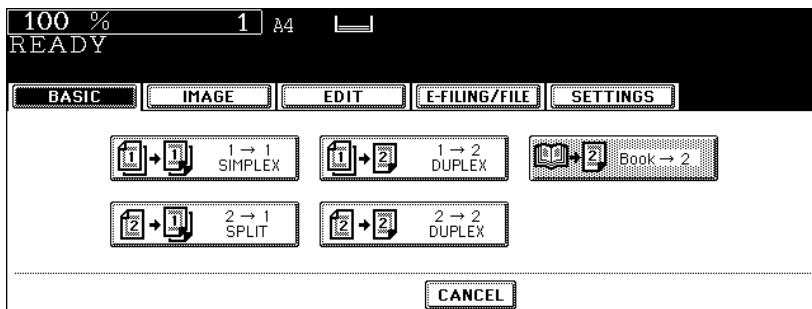 100 % 1 A4
READY
BASIC IMAGE EDIT E-FILING/FILE SETTINGS
1 → 1
SIMPLEX
1 → 2
DUPLEX
Book → 2
2 → 1
SPLIT
2 → 2
DUPLEX
CANCEL